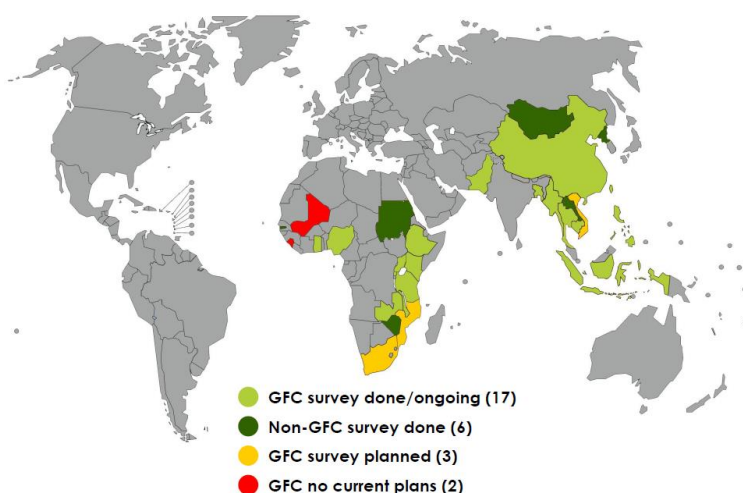 GFC survey done/ongoing (17)
Non-GFC survey done (6)
GFC survey planned (3)
GFC no current plans (2)